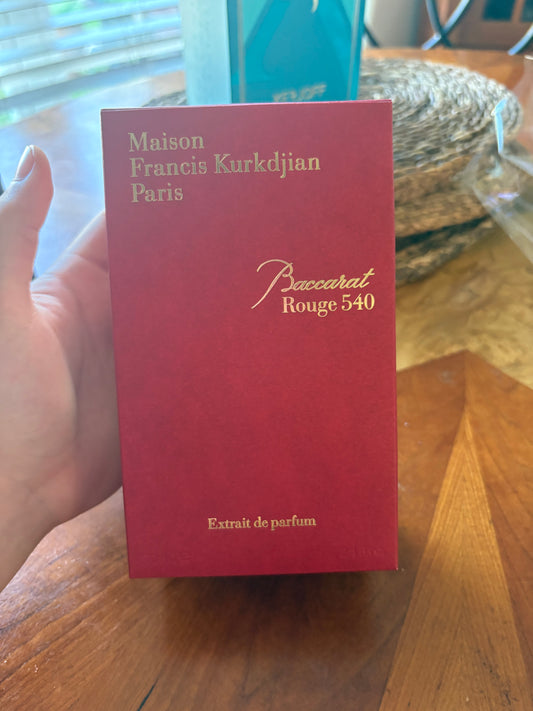 Maison
Francis Kurkdjian
Paris
Baccarat
Rouge 540
Extrait de parfum